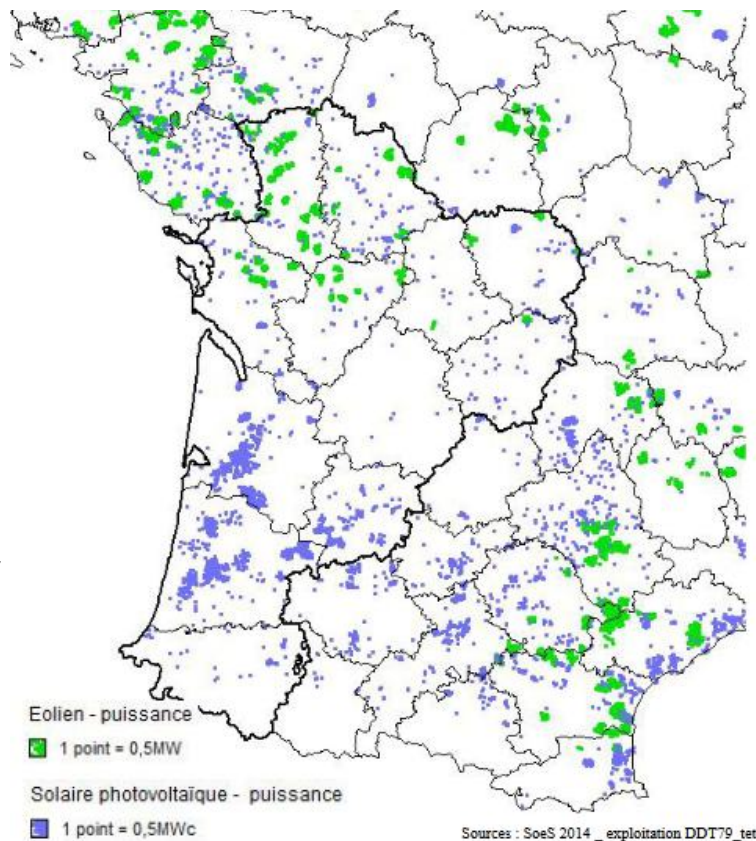 Eolien - puissance
1 point = 0,5MW
Solaire photovoltaïque - puissance
1 point = 0,5MWc
Sources : SoeS 2014 _ exploitation DDT79_tet